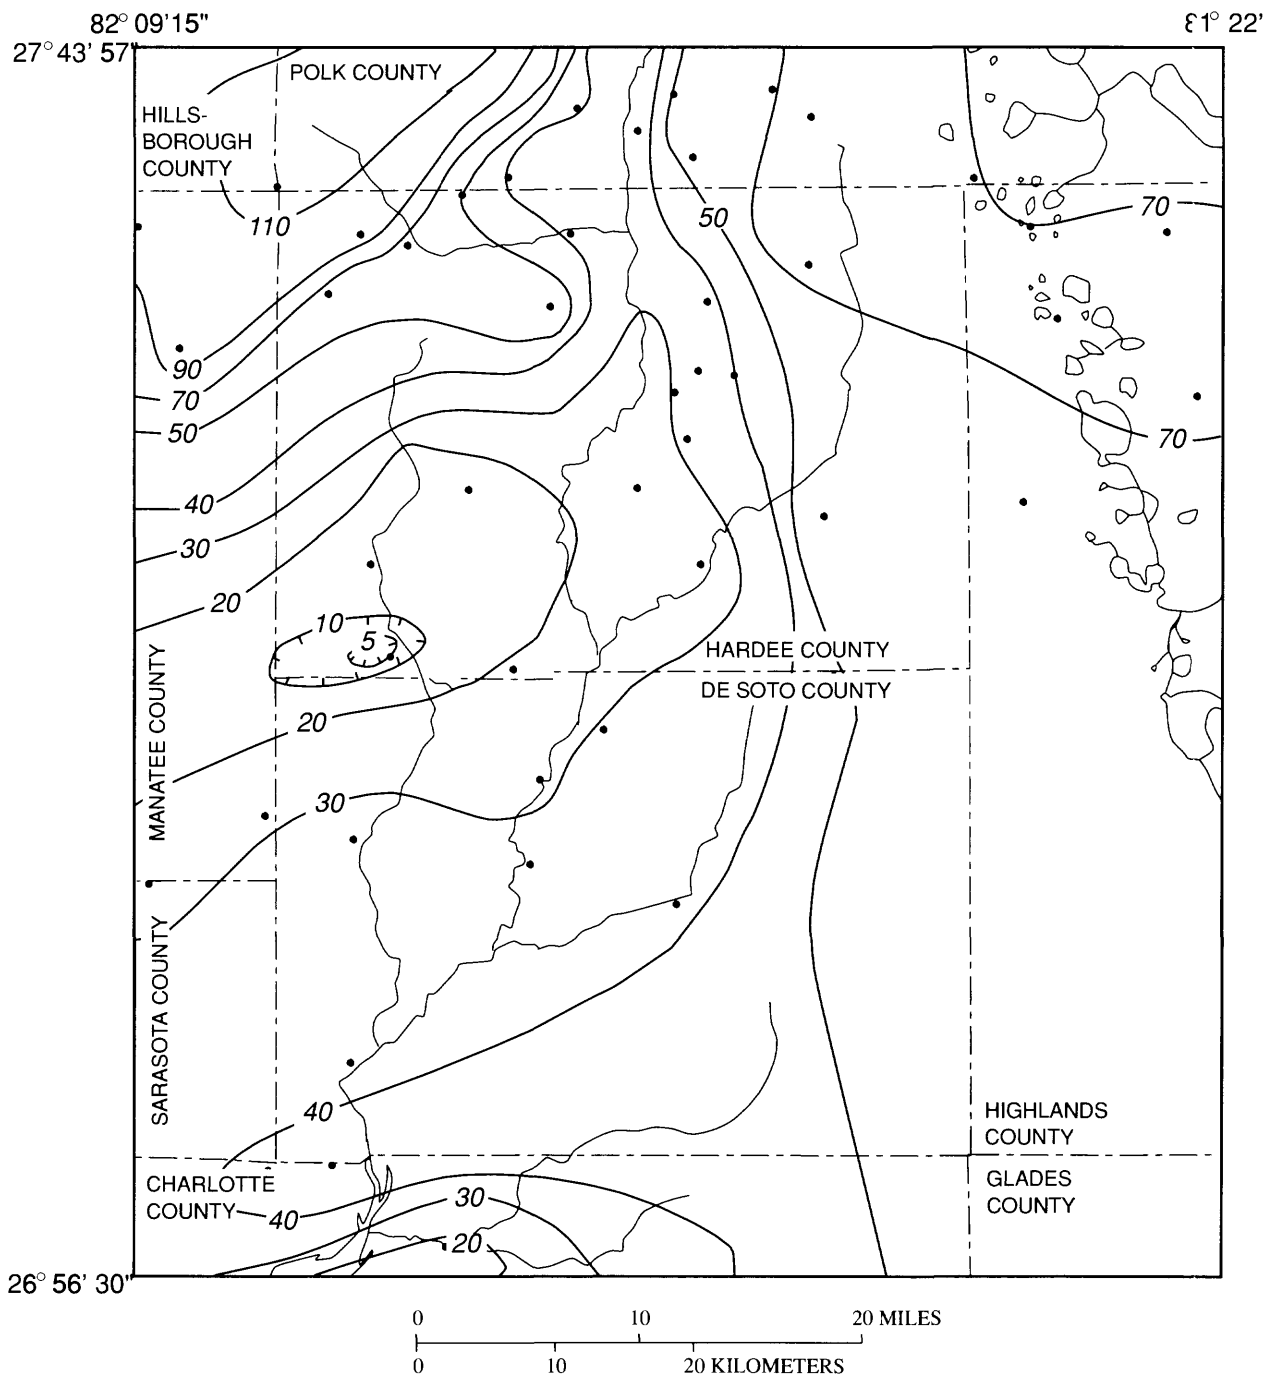 82° 09'15"
ɛ1° 22'
27° 43' 57"
POLK COUNTY
HILLS-
BOROUGH
COUNTY
110
50
70
90
70
50
70
40
30
20
10
5
HARDEE COUNTY
DE SOTO COUNTY
MANATEE COUNTY
20
30
SARASOTA COUNTY
40
HIGHLANDS
COUNTY
CHARLOTTE
COUNTY
GLADES
COUNTY
40
30
20
26° 56' 30"
0 10 20 MILES
0 10 20 KILOMETERS